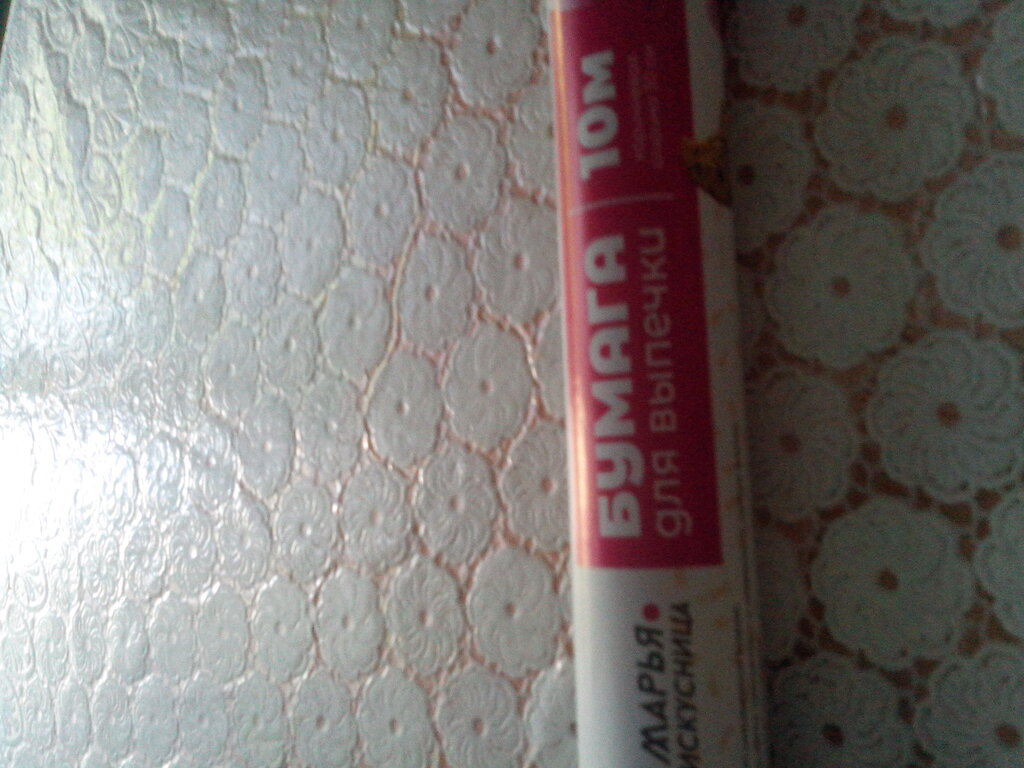 МАРЬЯ
ИСКУСНИЦА
БУМАГА
для выпечки
10м